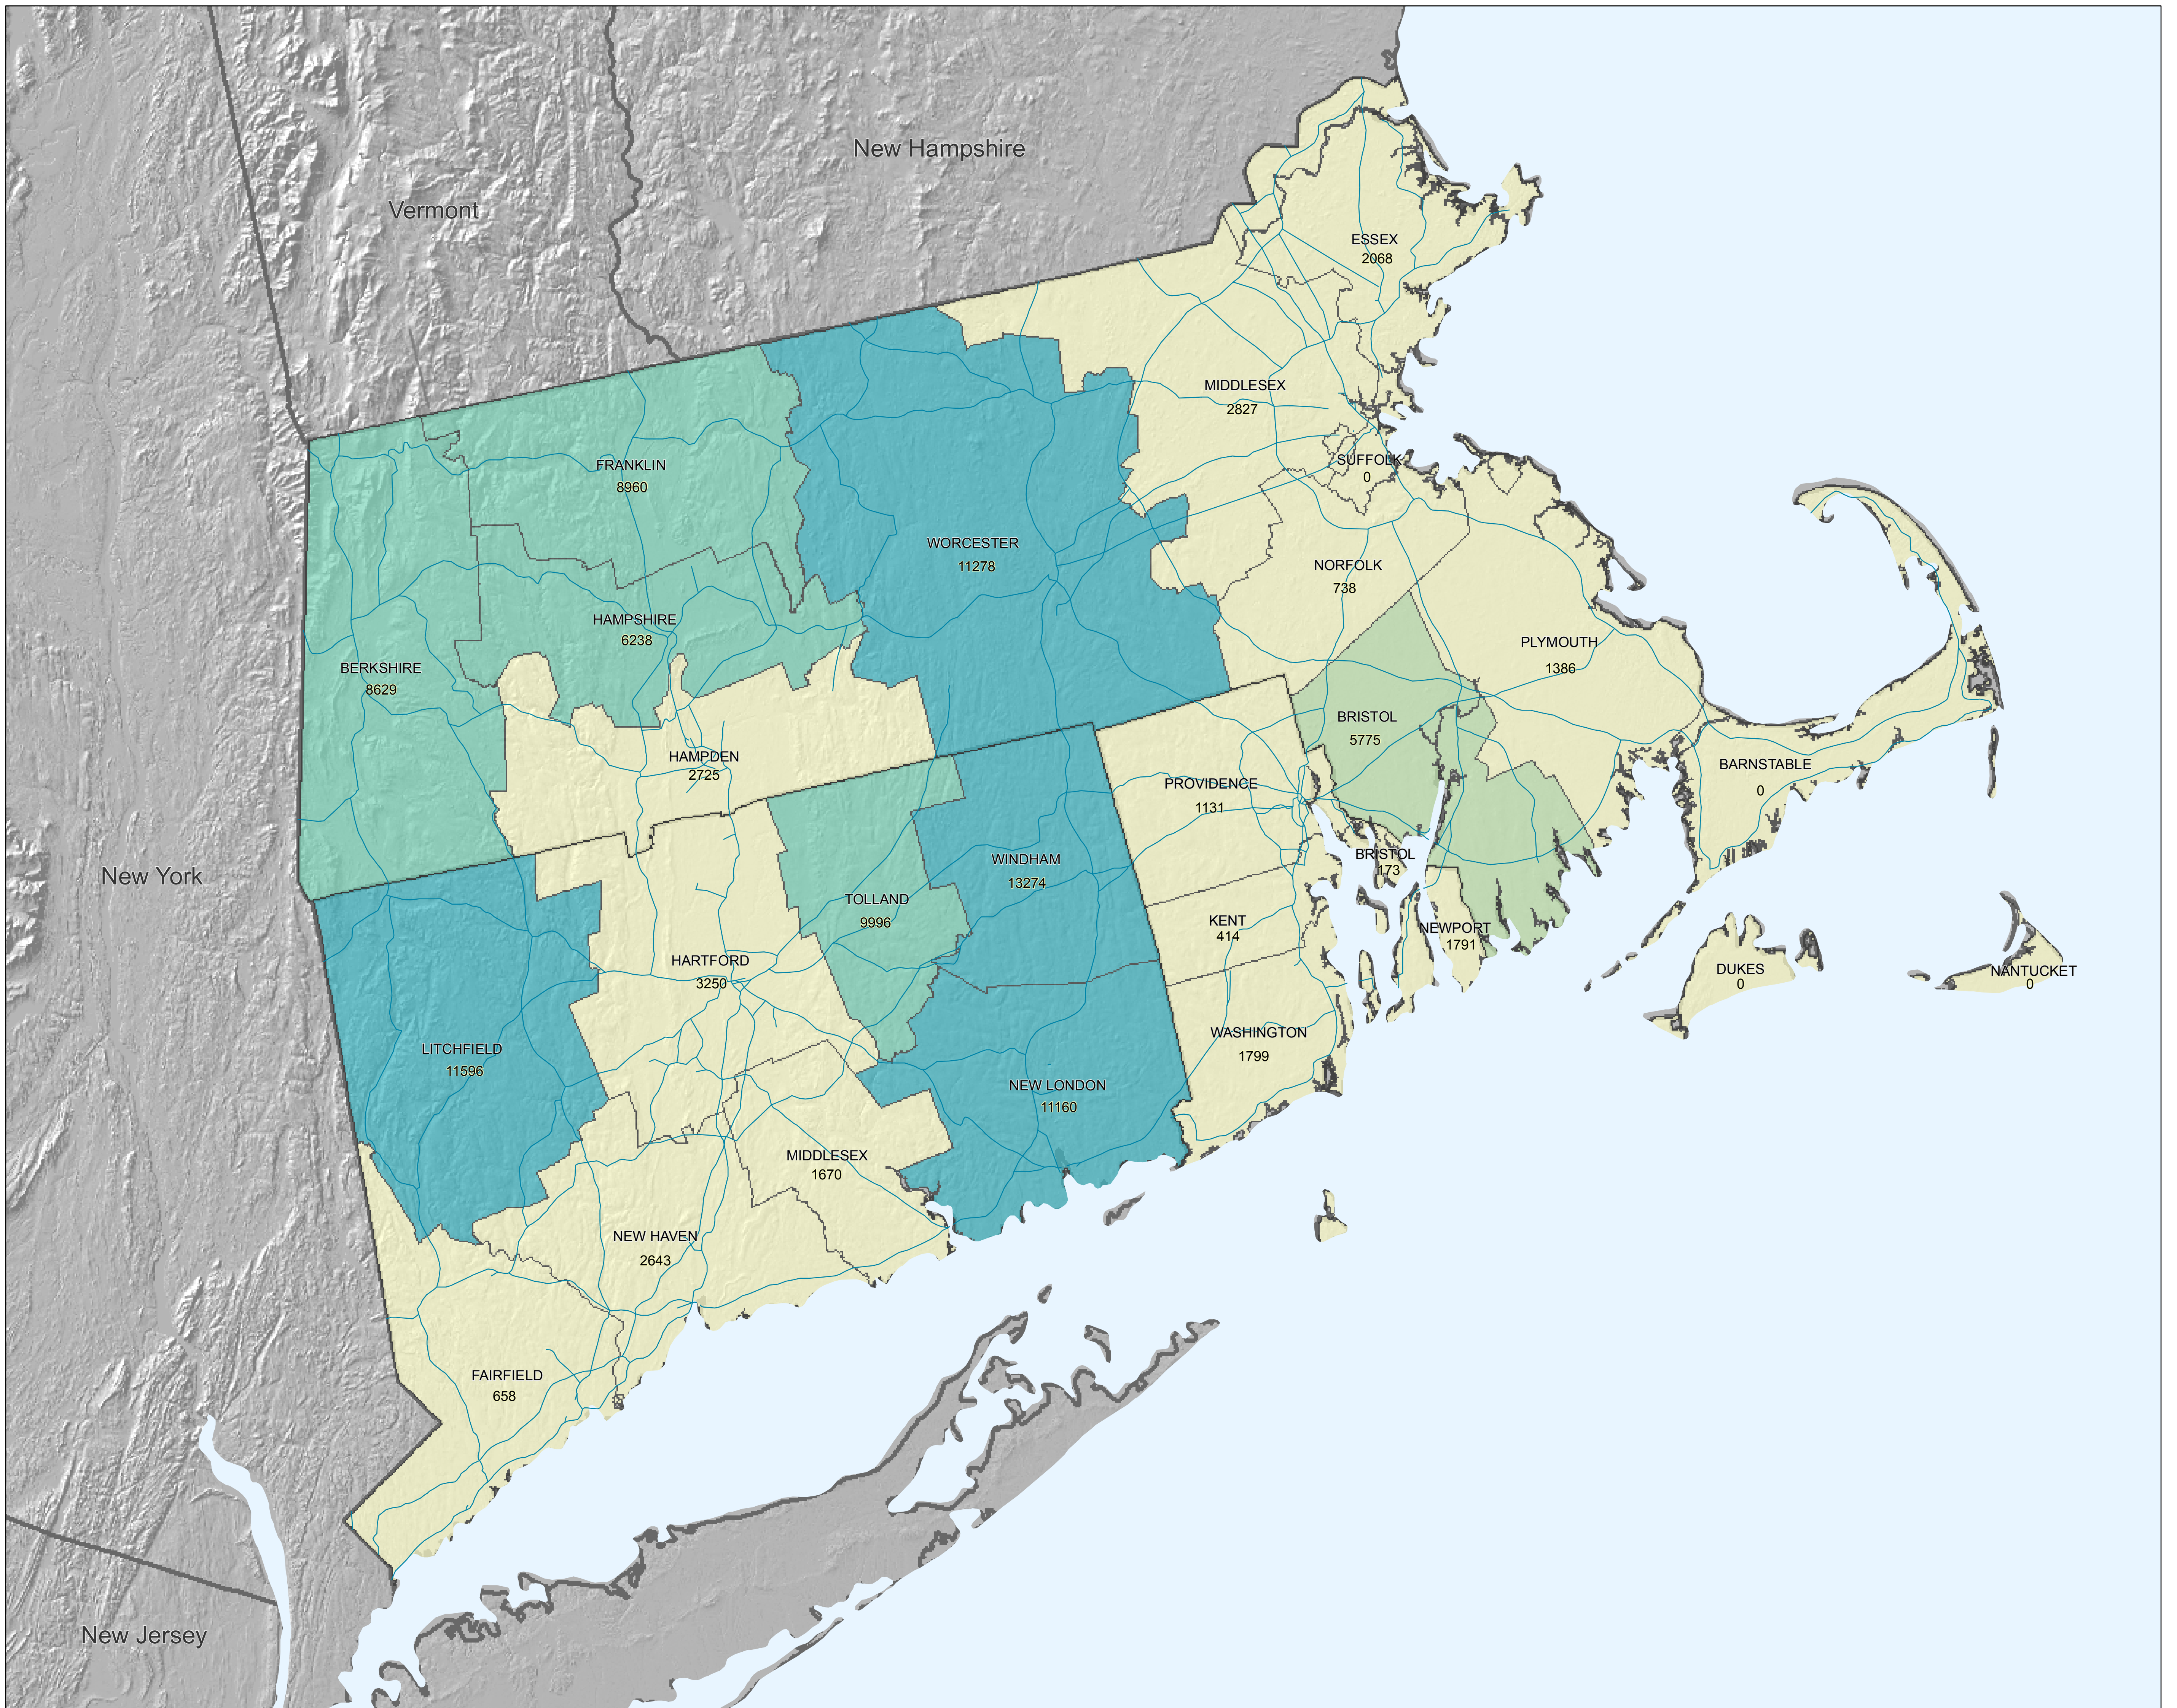 New Hampshire
Vermont
ESSEX
2068
MIDDLESEX
2827
FRANKLIN
8960
SUFFOLK
0
WORCESTER
11278
NORFOLK
738
HAMPSHIRE
6238
PLYMOUTH
1386
BERKSHIRE
8629
BRISTOL
5775
HAMPDEN
2725
BARNSTABLE
0
PROVIDENCE
1131
BRISTOL
173
WINDHAM
13274
New York
TOLLAND
9996
KENT
414
NEWPORT
1791
HARTFORD
3250
DUKES
0
NANTUCKET
0
WASHINGTON
1799
LITCHFIELD
11596
NEW LONDON
11160
MIDDLESEX
1670
NEW HAVEN
2643
FAIRFIELD
658
New Jersey